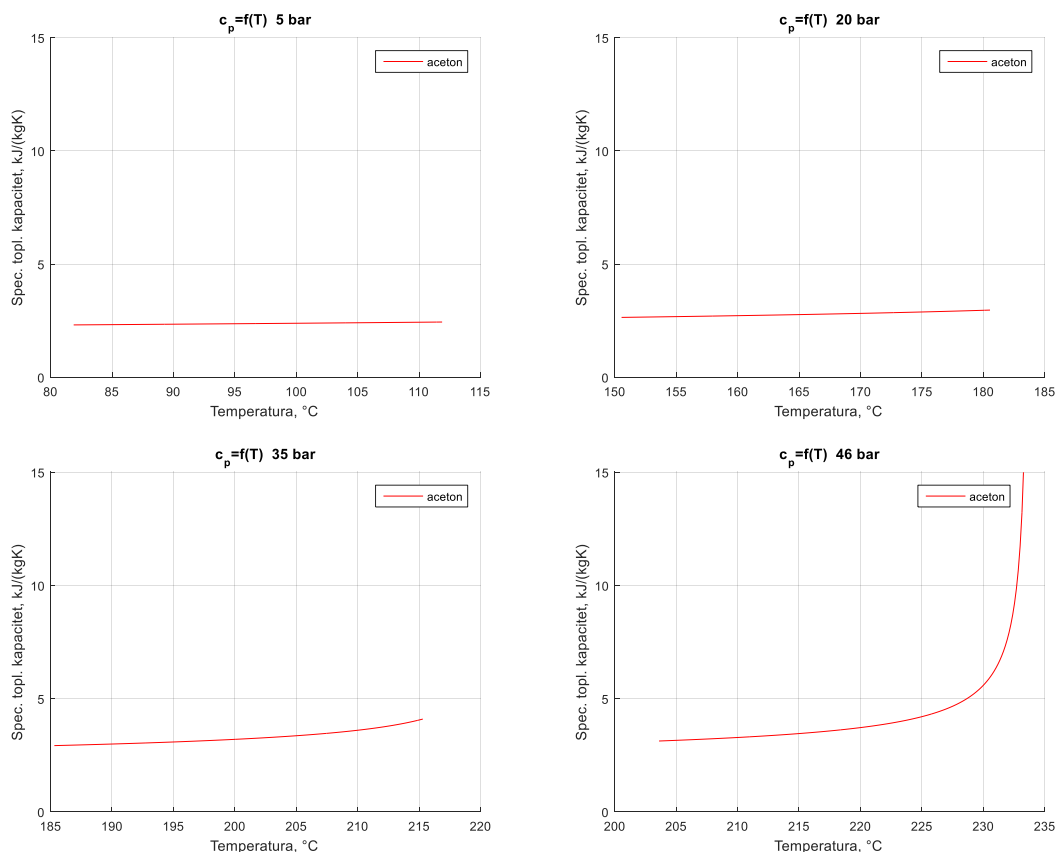 c_p=f(T)  5 bar
15
10
5
0
Spec. topl. kapacitet, kJ/(kgK)
aceton
80 85 90 95 100 105 110 115
Temperatura, °C
c_p=f(T)  20 bar
15
10
5
0
Spec. topl. kapacitet, kJ/(kgK)
aceton
150 155 160 165 170 175 180 185
Temperatura, °C
c_p=f(T)  35 bar
15
10
5
0
Spec. topl. kapacitet, kJ/(kgK)
aceton
185 190 195 200 205 210 215 220
Temperatura, °C
c_p=f(T)  46 bar
15
10
5
0
Spec. topl. kapacitet, kJ/(kgK)
aceton
200 205 210 215 220 225 230 235
Temperatura, °C